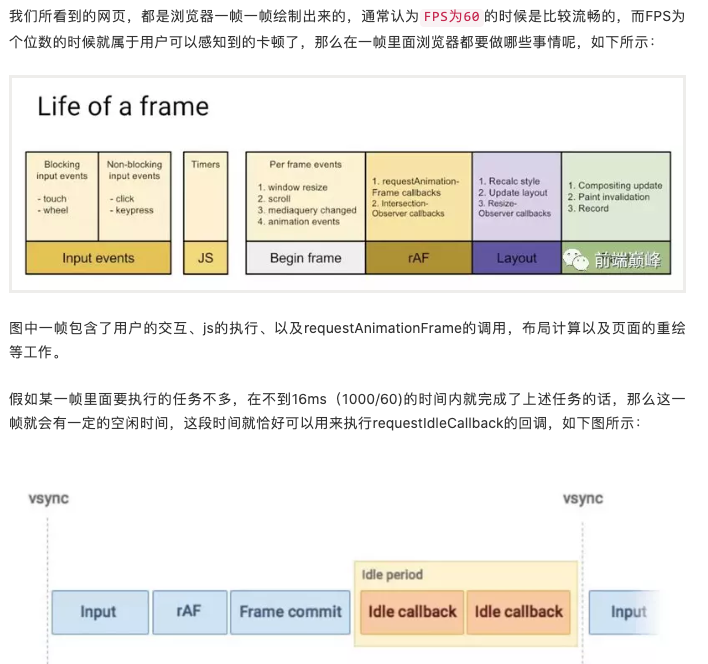 我们所看到的网页，都是浏览器一帧一帧绘制出来的，通常认为 FPS为60 的时候是比较流畅的，而FPS为
个位数的时候就属于用户可以感知到的卡顿了，那么在一帧里面浏览器都要做哪些事情呢，如下所示：
Life of a frame
Blocking
input events
- touch
- wheel
Non-blocking
input events
- click
- keypress
Input events
Timers
JS
Per frame events
1. window resize
2. scroll
3. mediaquery changed
4. animation events
Begin frame
1. requestAnimation-
Frame callbacks
2. Intersection-
Observer callbacks
rAF
1. Recalc style
2. Update layout
3. Resize-
Observer callbacks
Layout
1. Compositing update
2. Paint invalidation
3. Record
前端巅峰
图中一帧包含了用户的交互、js的执行、以及requestAnimationFrame的调用，布局计算以及页面的重绘
等工作。
假如某一帧里面要执行的任务不多，在不到16ms（1000/60)的时间内就完成了上述任务的话，那么这一
帧就会有一定的空闲时间，这段时间就恰好可以用来执行requestIdleCallback的回调，如下图所示：
vsync
vsync
Idle period
Input
rAF
Frame commit
Idle callback
Idle callback
Input